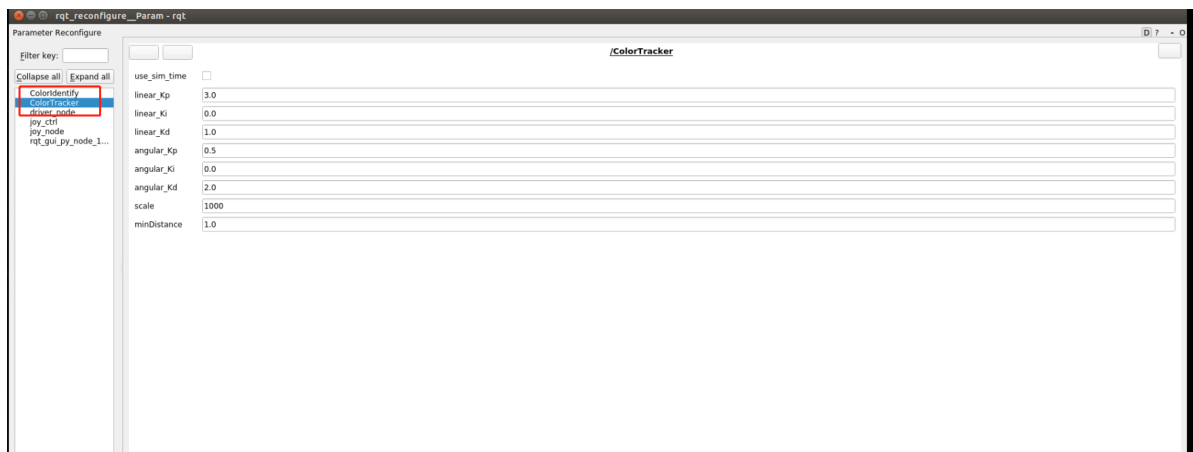 rqt_reconfigure__Param - rqt
Parameter Reconfigure
D ? - O
Filter key:
Collapse all Expand all
ColorIdentify
ColorTracker
driver_node
joy_ctrl
joy_node
rqt_gui_py_node_1...
/ColorTracker
use_sim_time
linear_Kp 3.0
linear_Ki 0.0
linear_Kd 1.0
angular_Kp 0.5
angular_Ki 0.0
angular_Kd 2.0
scale 1000
minDistance 1.0